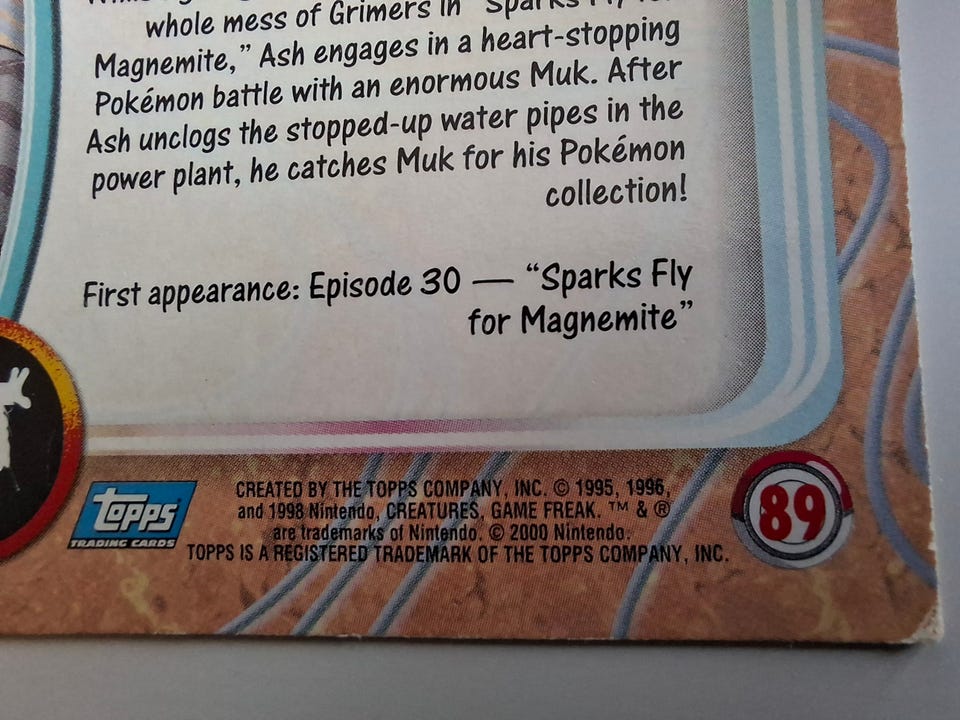 whole mess of Grimers in "Sparks Fly for
Magnemite," Ash engages in a heart-stopping
Pokémon battle with an enormous Muk. After
Ash unclogs the stopped-up water pipes in the
power plant, he catches Muk for his Pokémon
collection!
First appearance: Episode 30 — "Sparks Fly
for Magnemite"
Topps
TRADING CARDS
CREATED BY THE TOPPS COMPANY, INC. © 1995, 1996,
and 1998 Nintendo, CREATURES, GAME FREAK. ™ & ®
are trademarks of Nintendo. © 2000 Nintendo.
TOPPS IS A REGISTERED TRADEMARK OF THE TOPPS COMPANY, INC.
89